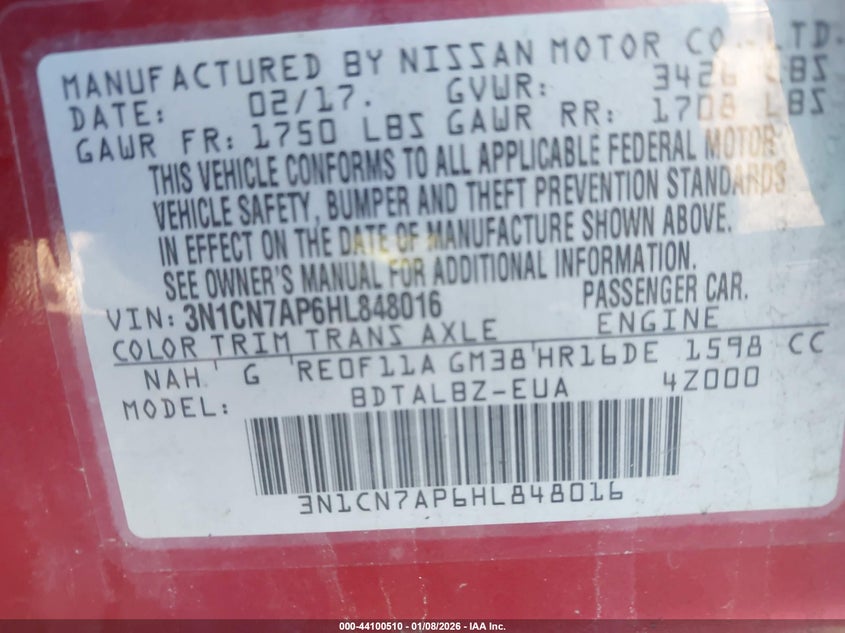 MANUFACTURED BY NISSAN MOTOR CO., LTD.
DATE: 02/17. GVWR: 3426 LBS
GAWR FR: 1750 LBS GAWR RR: 1708 LBS
THIS VEHICLE CONFORMS TO ALL APPLICABLE FEDERAL MOTOR
VEHICLE SAFETY, BUMPER AND THEFT PREVENTION STANDARDS
IN EFFECT ON THE DATE OF MANUFACTURE SHOWN ABOVE.
SEE OWNER'S MANUAL FOR ADDITIONAL INFORMATION.
VIN: 3N1CN7AP6HL848016 PASSENGER CAR.
COLOR TRIM TRANS AXLE ENGINE
NAH G RE0F11A GM38 HR16DE 1598 CC
MODEL: BDTALBZ-EUA 4Z000
3N1CN7AP6HL848016
000-44100510 - 01/08/2026 - IAA Inc.